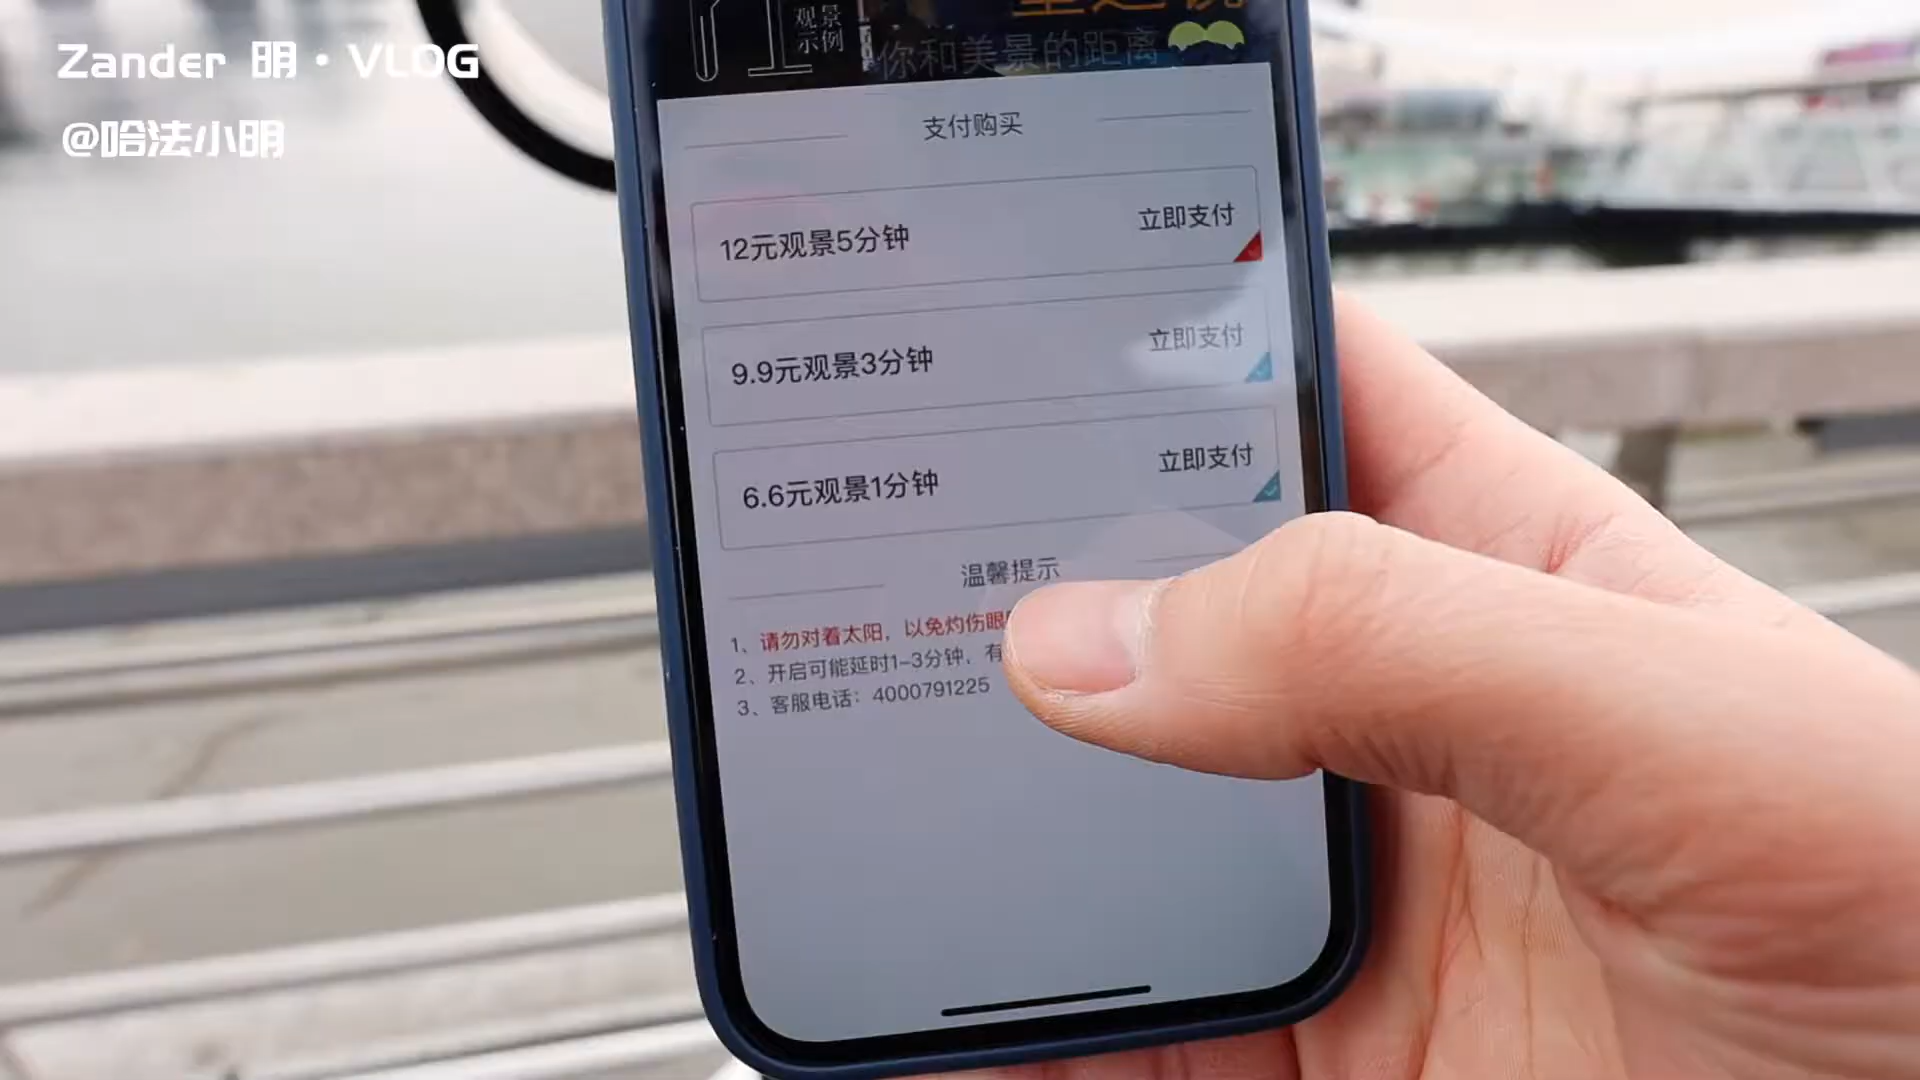 Zander 明·VLOG
@哈法小明
观景
示例
你和美景的距离
支付购买
12元观景5分钟
立即支付
9.9元观景3分钟
立即支付
6.6元观景1分钟
立即支付
温馨提示
1、请勿对着太阳，以免灼伤眼
2、开启可能延时1-3分钟，有
3、客服电话：4000791225